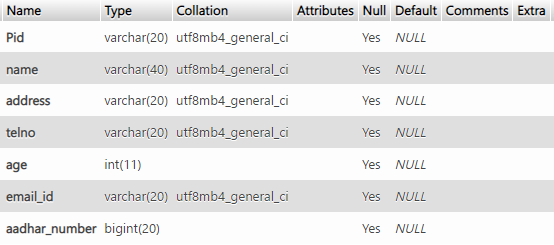 Name Type Collation Attributes Null Default Comments Extra
Pid varchar(20) utf8mb4_general_ci Yes NULL
name varchar(40) utf8mb4_general_ci Yes NULL
address varchar(20) utf8mb4_general_ci Yes NULL
telno varchar(20) utf8mb4_general_ci Yes NULL
age int(11) Yes NULL
email_id varchar(20) utf8mb4_general_ci Yes NULL
aadhar_number bigint(20) Yes NULL